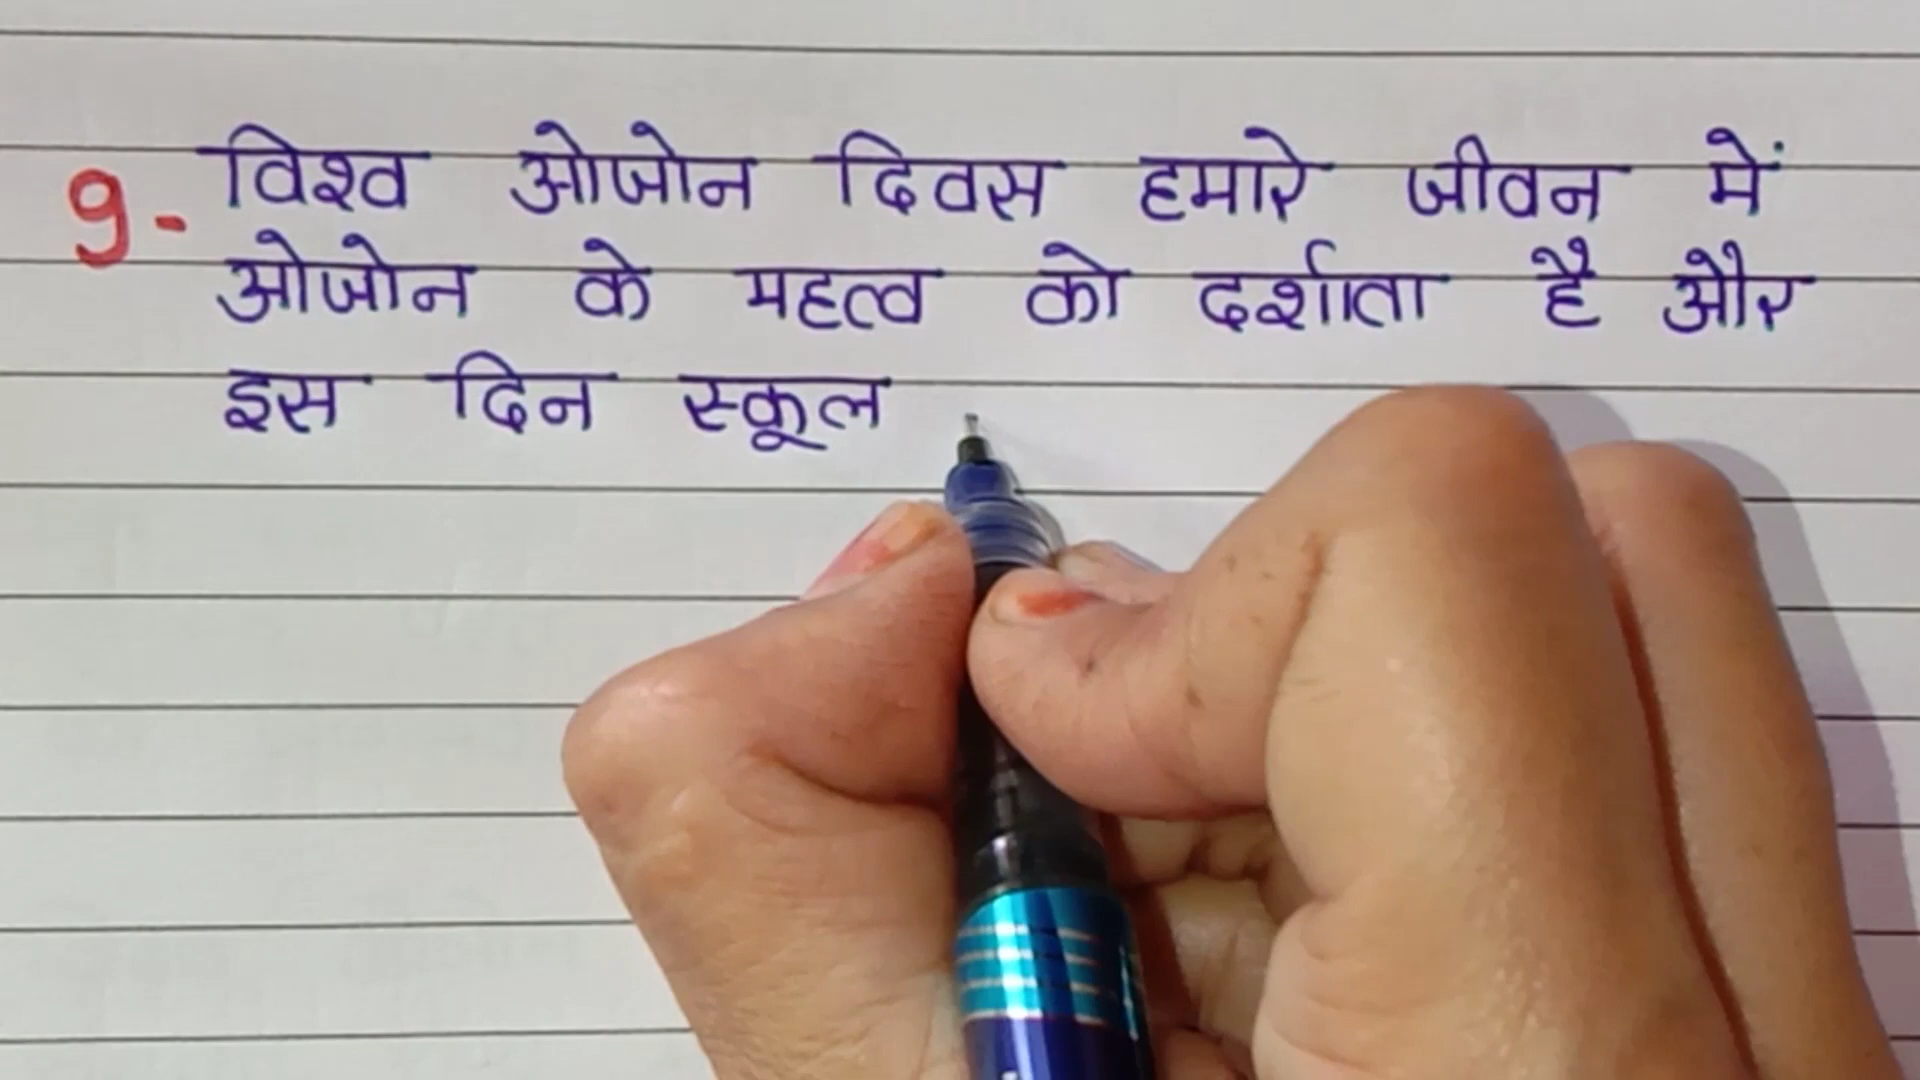 9- विश्व ओजोन दिवस हमारे जीवन में
ओजोन के महत्व को दर्शाता है और
इस दिन स्कूल